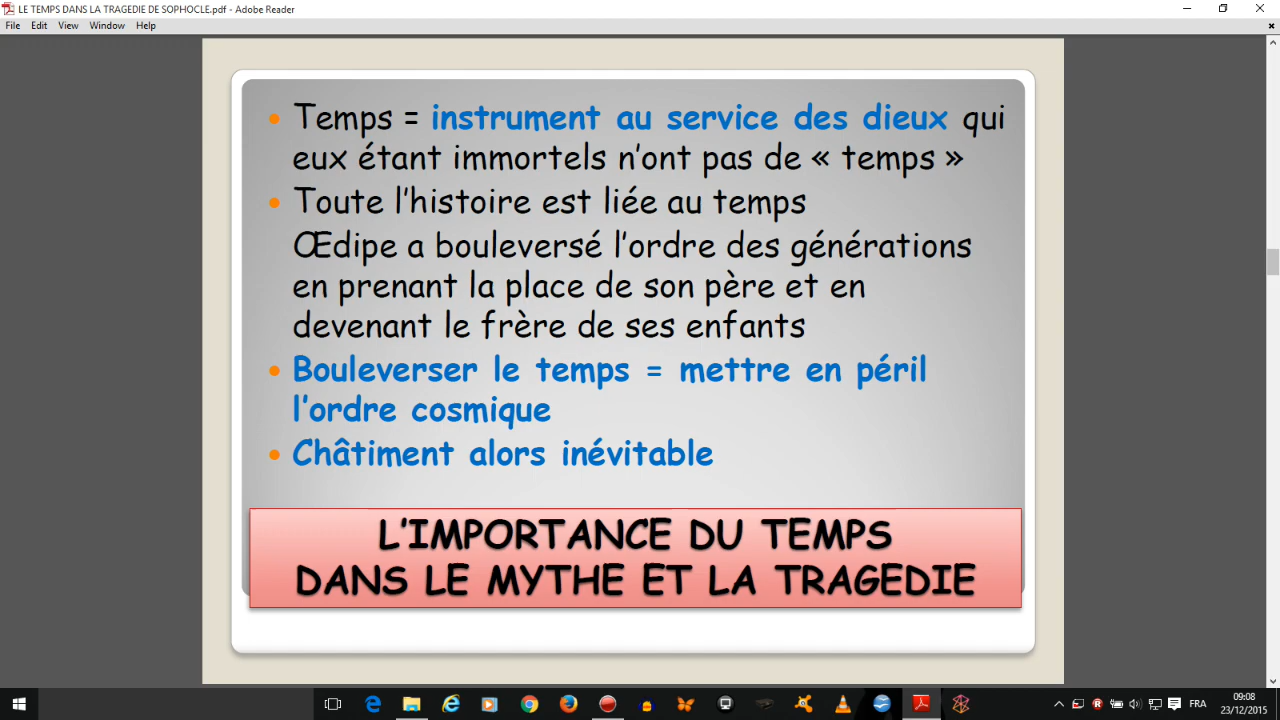 LE TEMPS DANS LA TRAGEDIE DE SOPHOCLE.pdf - Adobe Reader
File Edit View Window Help
Temps = instrument au service des dieux qui
eux étant immortels n’ont pas de « temps »
Toute l’histoire est liée au temps
Œdipe a bouleversé l’ordre des générations
en prenant la place de son père et en
devenant le frère de ses enfants
Bouleverser le temps = mettre en péril
l’ordre cosmique
Châtiment alors inévitable
L’IMPORTANCE DU TEMPS
DANS LE MYTHE ET LA TRAGEDIE
09:08
FRA
23/12/2015